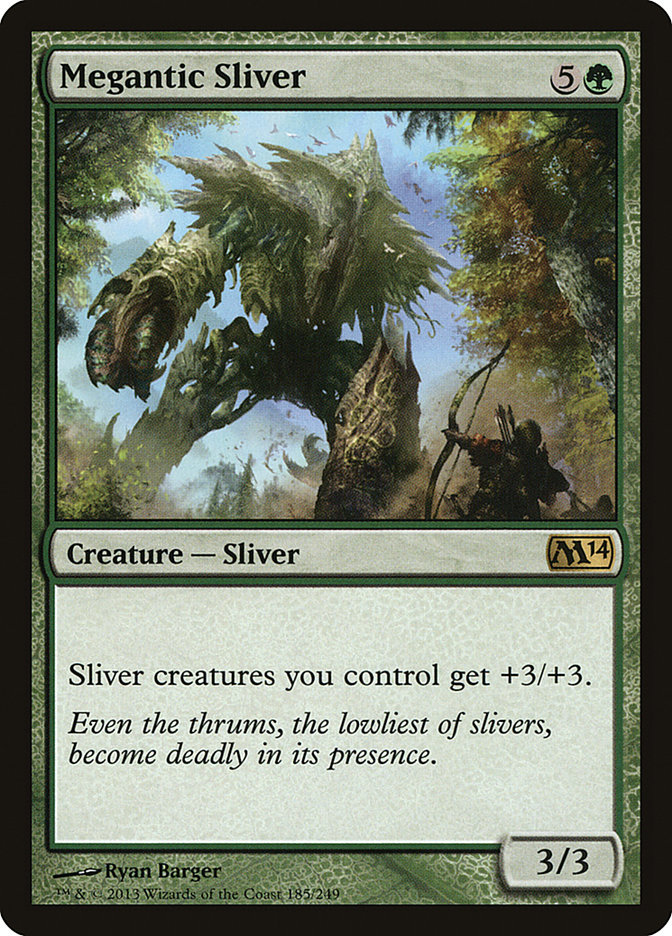 Megantic Sliver 5
Creature — Sliver M14
Sliver creatures you control get +3/+3.
Even the thrums, the lowliest of slivers,
become deadly in its presence.
3/3
Ryan Barger
™ & © 2013 Wizards of the Coast 185/249